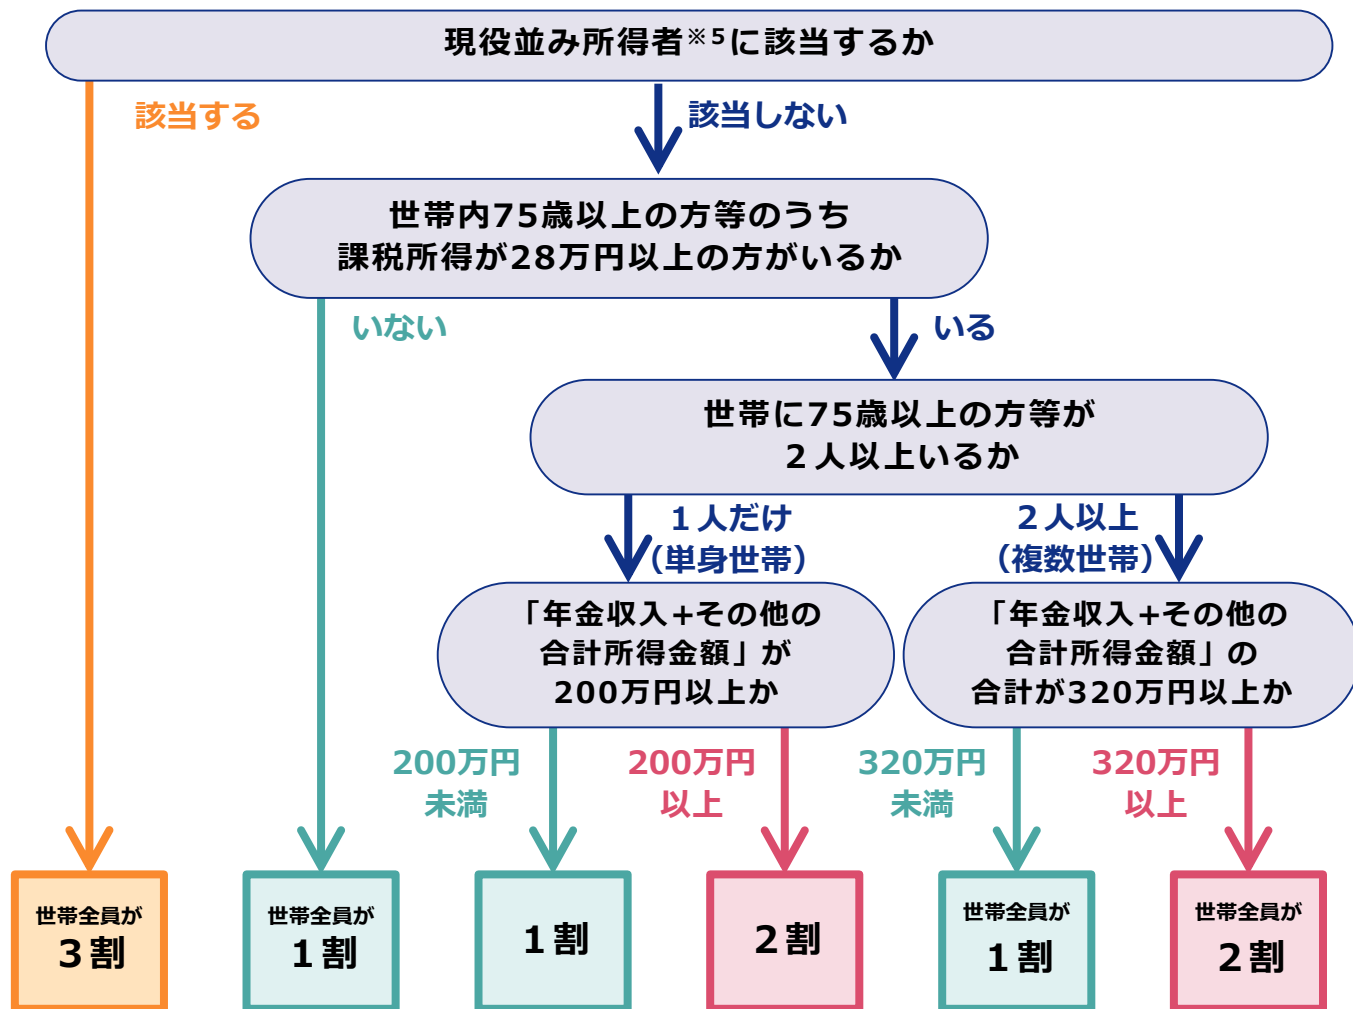 現役並み所得者※5に該当するか
該当する
該当しない
世帯内75歳以上の方等のうち
課税所得が28万円以上の方がいるか
いない
いる
世帯に75歳以上の方等が
２人以上いるか
１人だけ
（単身世帯）
２人以上
（複数世帯）
「年金収入+その他の
合計所得金額」が
200万円以上か
「年金収入+その他の
合計所得金額」の
合計が320万円以上か
200万円
未満
200万円
以上
320万円
未満
320万円
以上
世帯全員が
３割
世帯全員が
１割
１割
２割
世帯全員が
１割
世帯全員が
２割